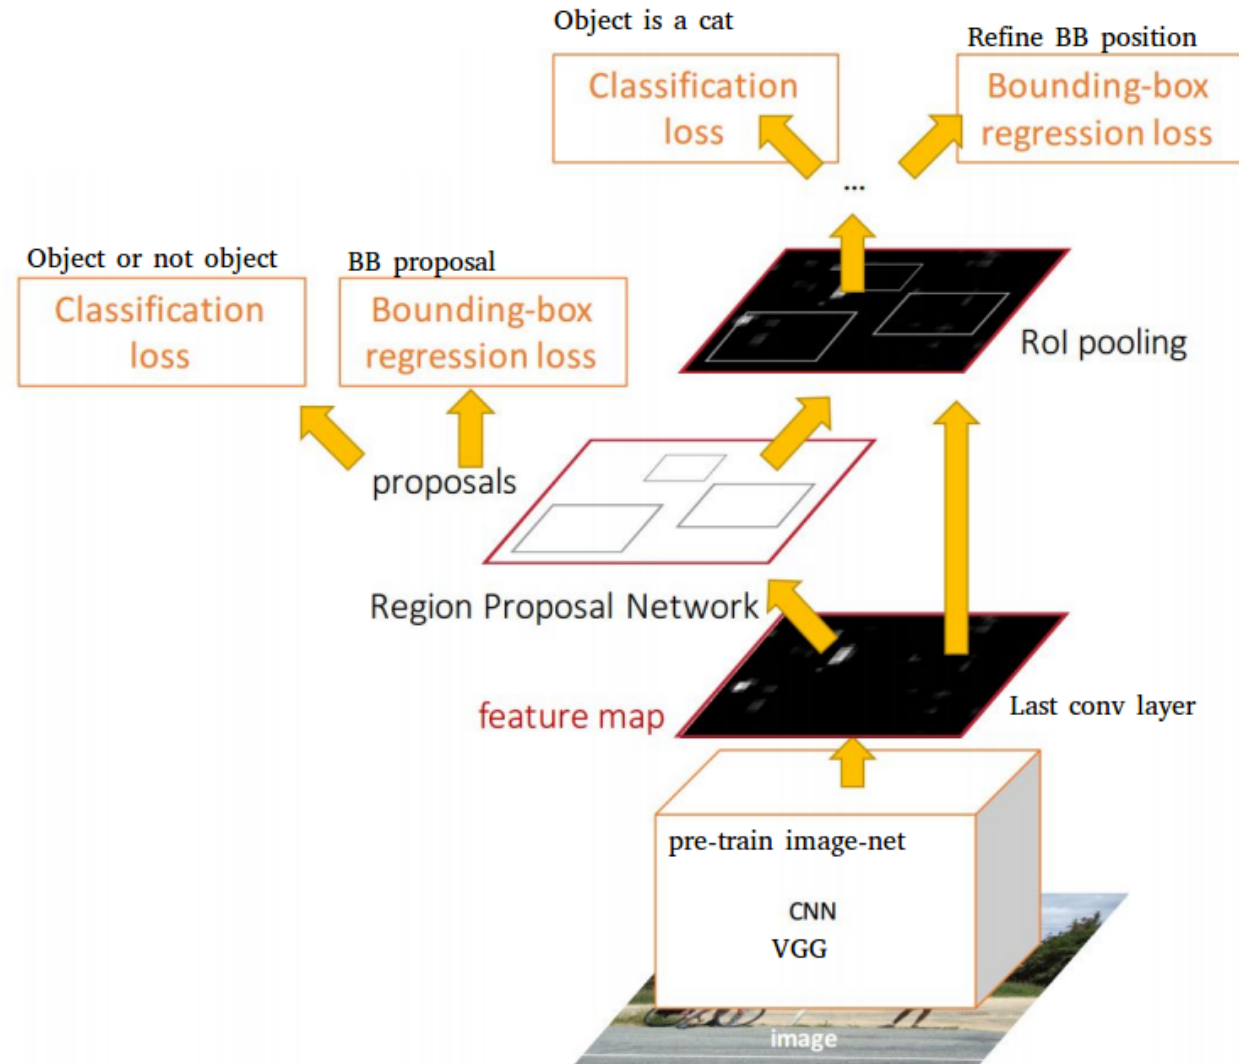 Object is a cat
Refine BB position
Classification
loss
Bounding-box
regression loss
...
Object or not object
BB proposal
Classification
loss
Bounding-box
regression loss
RoI pooling
proposals
Region Proposal Network
feature map
Last conv layer
pre-train image-net
CNN
VGG
image